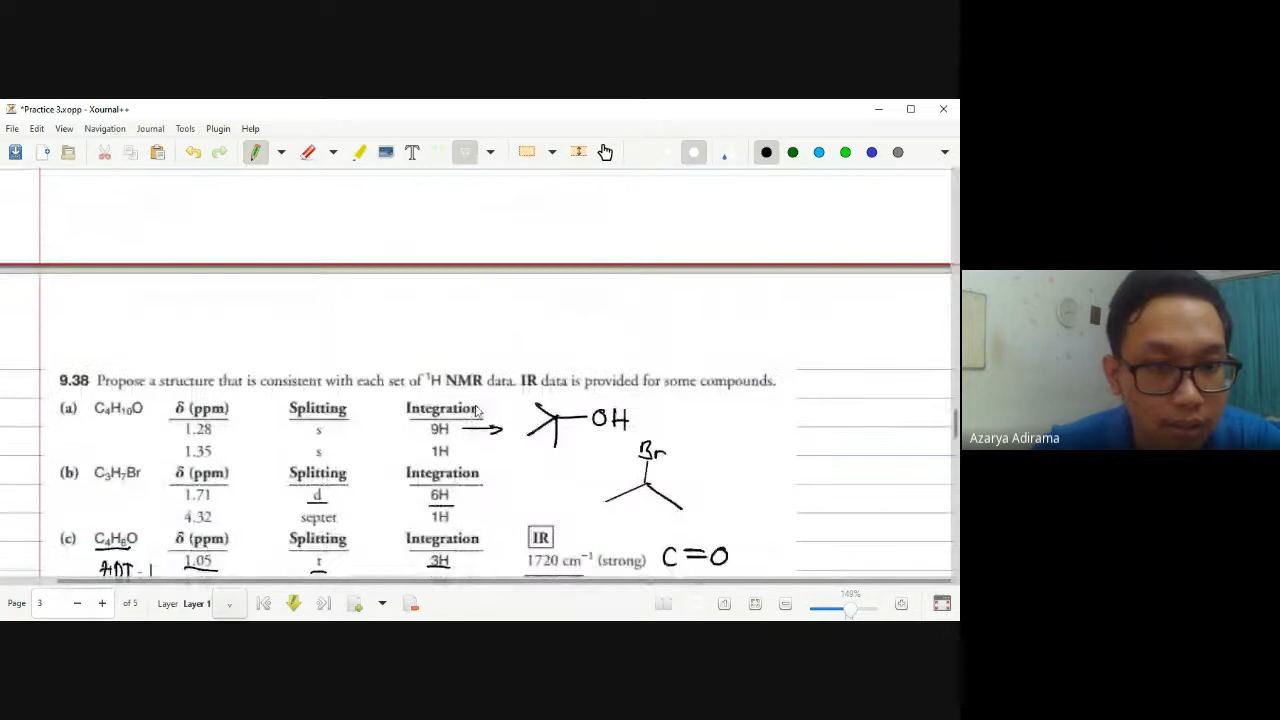 *Practice 3.xopp - Xournal++
File Edit View Navigation Journal Tools Plugin Help
9.38 Propose a structure that is consistent with each set of ¹H NMR data. IR data is provided for some compounds.
(a) C₄H₁₀O δ (ppm) Splitting Integration
1.28 s 9H → OH
1.35 s 1H
Br
(b) C₃H₇Br δ (ppm) Splitting Integration
1.71 d 6H
4.32 septet 1H
(c) C₄H₈O δ (ppm) Splitting Integration IR
1.05 t 3H 1720 cm⁻¹ (strong) C=O
Azarya Adirama
Page 3 of 5 Layer Layer 1 149%